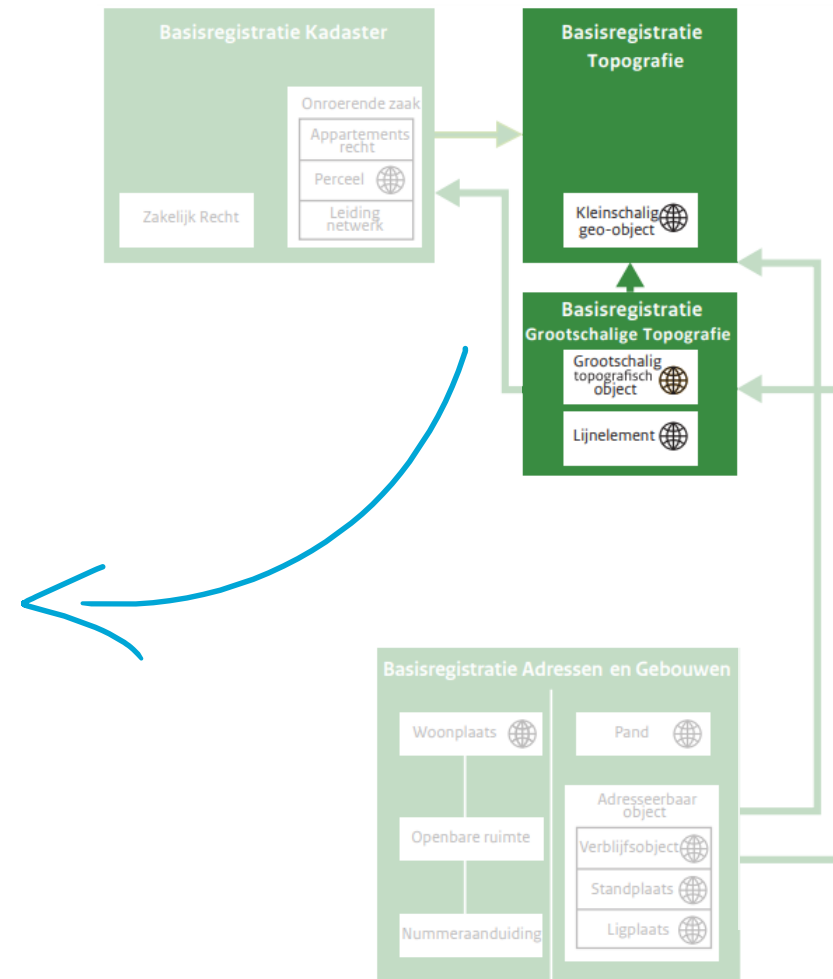 Basisregistratie Kadaster
Onroerende zaak
Appartements
recht
Perceel
Leiding
netwerk
Zakelijk Recht
Basisregistratie
Topografie
Kleinschalig
geo-object
Basisregistratie
Grootschalige Topografie
Grootschalig
topografisch
object
Lijnelement
Basisregistratie Adressen en Gebouwen
Woonplaats
Openbare ruimte
Nummeraanduiding
Pand
Adresseerbaar
object
Verblijfsobject
Standplaats
Ligplaats